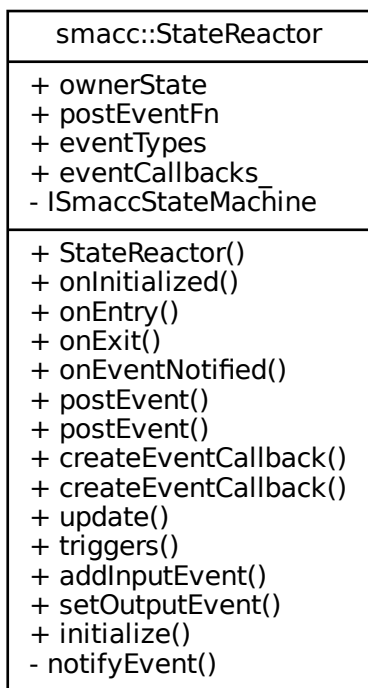 smacc::StateReactor
+ ownerState
+ postEventFn
+ eventTypes
+ eventCallbacks_
- ISmaccStateMachine
+ StateReactor()
+ onInitialized()
+ onEntry()
+ onExit()
+ onEventNotified()
+ postEvent()
+ postEvent()
+ createEventCallback()
+ createEventCallback()
+ update()
+ triggers()
+ addInputEvent()
+ setOutputEvent()
+ initialize()
- notifyEvent()